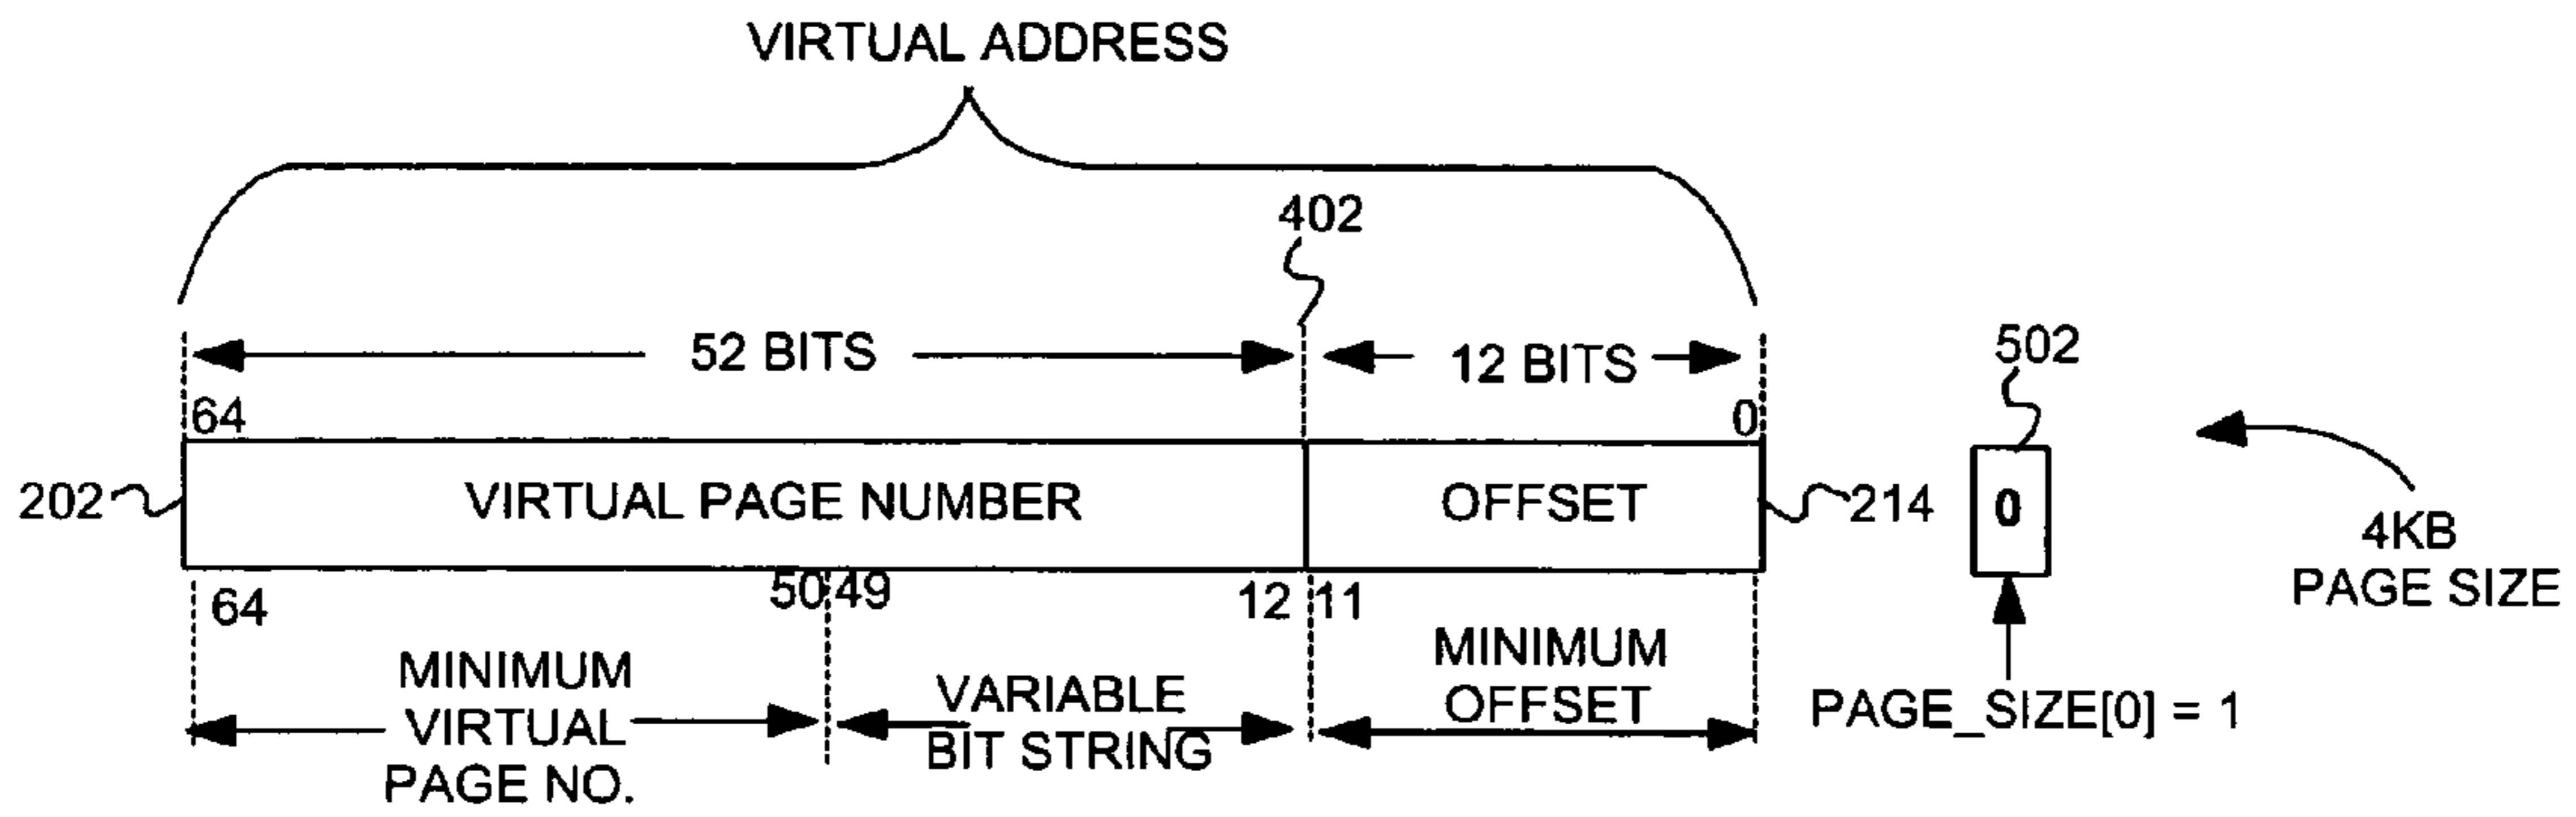 VIRTUAL ADDRESS
402
52 BITS
12 BITS
502
64
0
202
VIRTUAL PAGE NUMBER
OFFSET
214
0
4KB
PAGE SIZE
64
50
49
12
11
MINIMUM
VIRTUAL
PAGE NO.
VARIABLE
BIT STRING
MINIMUM
OFFSET
PAGE_SIZE[0] = 1